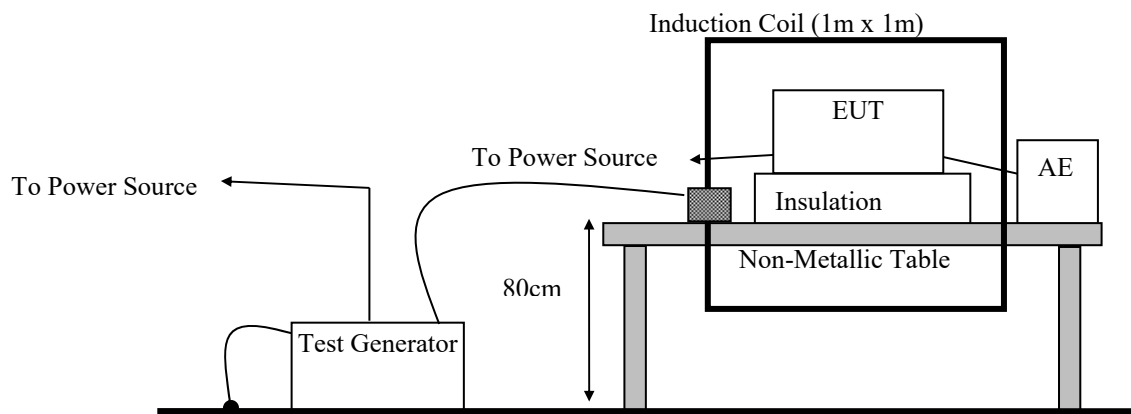 Induction Coil (1m x 1m)
EUT
To Power Source
AE
To Power Source
Insulation
Non-Metallic Table
80cm
Test Generator